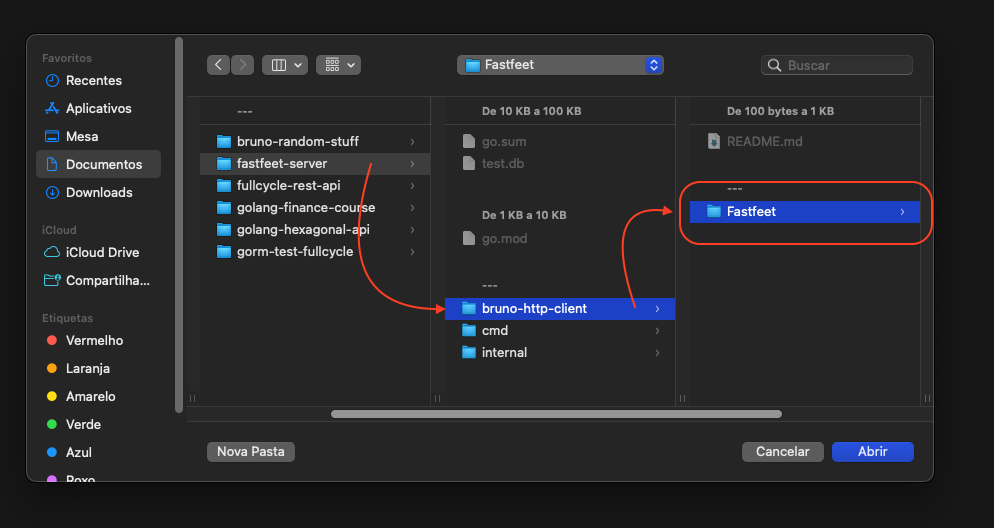 Favoritos
Recentes
Aplicativos
Mesa
Documentos
Downloads
iCloud
iCloud Drive
Compartilha...
Etiquetas
Vermelho
Laranja
Amarelo
Verde
Azul
Roxo
Fastfeet
Buscar
---
bruno-random-stuff
fastfeet-server
fullcycle-rest-api
golang-finance-course
golang-hexagonal-api
gorm-test-fullcycle
De 10 KB a 100 KB
go.sum
test.db
De 1 KB a 10 KB
go.mod
---
bruno-http-client
cmd
internal
De 100 bytes a 1 KB
README.md
---
Fastfeet
Nova Pasta
Cancelar
Abrir